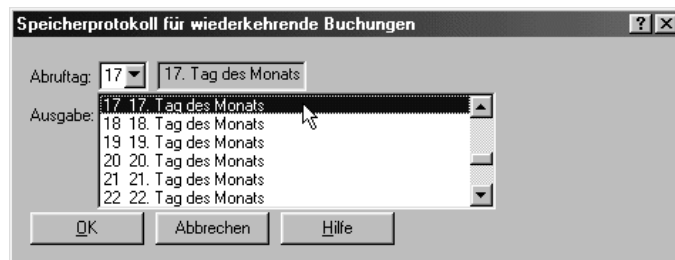 Speicherprotokoll für wiederkehrende Buchungen
Abruftag: 17 17. Tag des Monats
Ausgabe:
17 17. Tag des Monats
18 18. Tag des Monats
19 19. Tag des Monats
20 20. Tag des Monats
21 21. Tag des Monats
22 22. Tag des Monats
OK Abbrechen Hilfe